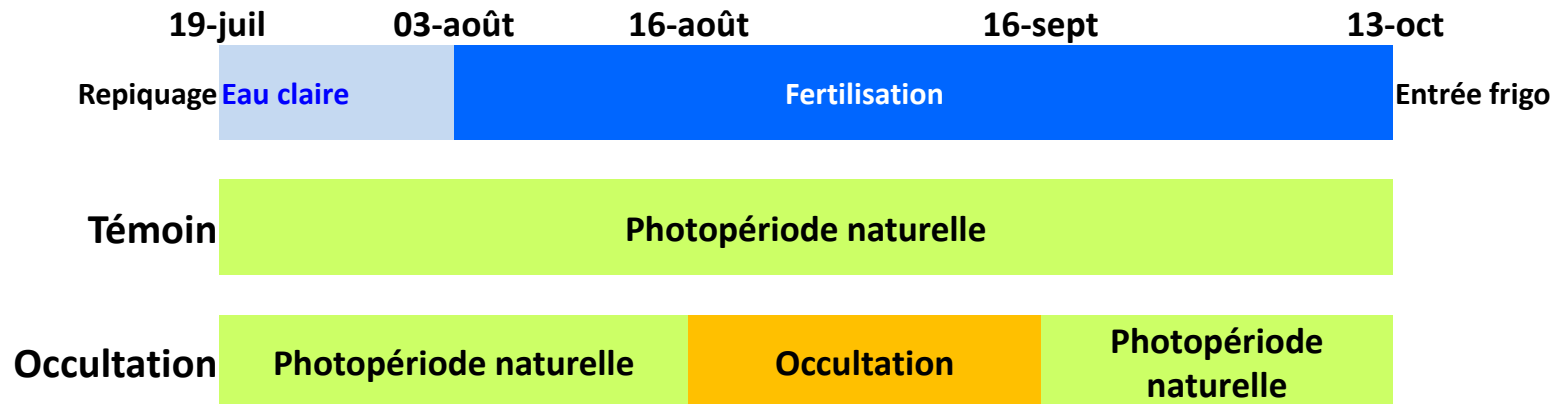 19-juil 03-août 16-août 16-sept 13-oct
Repiquage Eau claire Fertilisation Entrée frigo
Témoin Photopériode naturelle
Occultation Photopériode naturelle Occultation Photopériode
naturelle